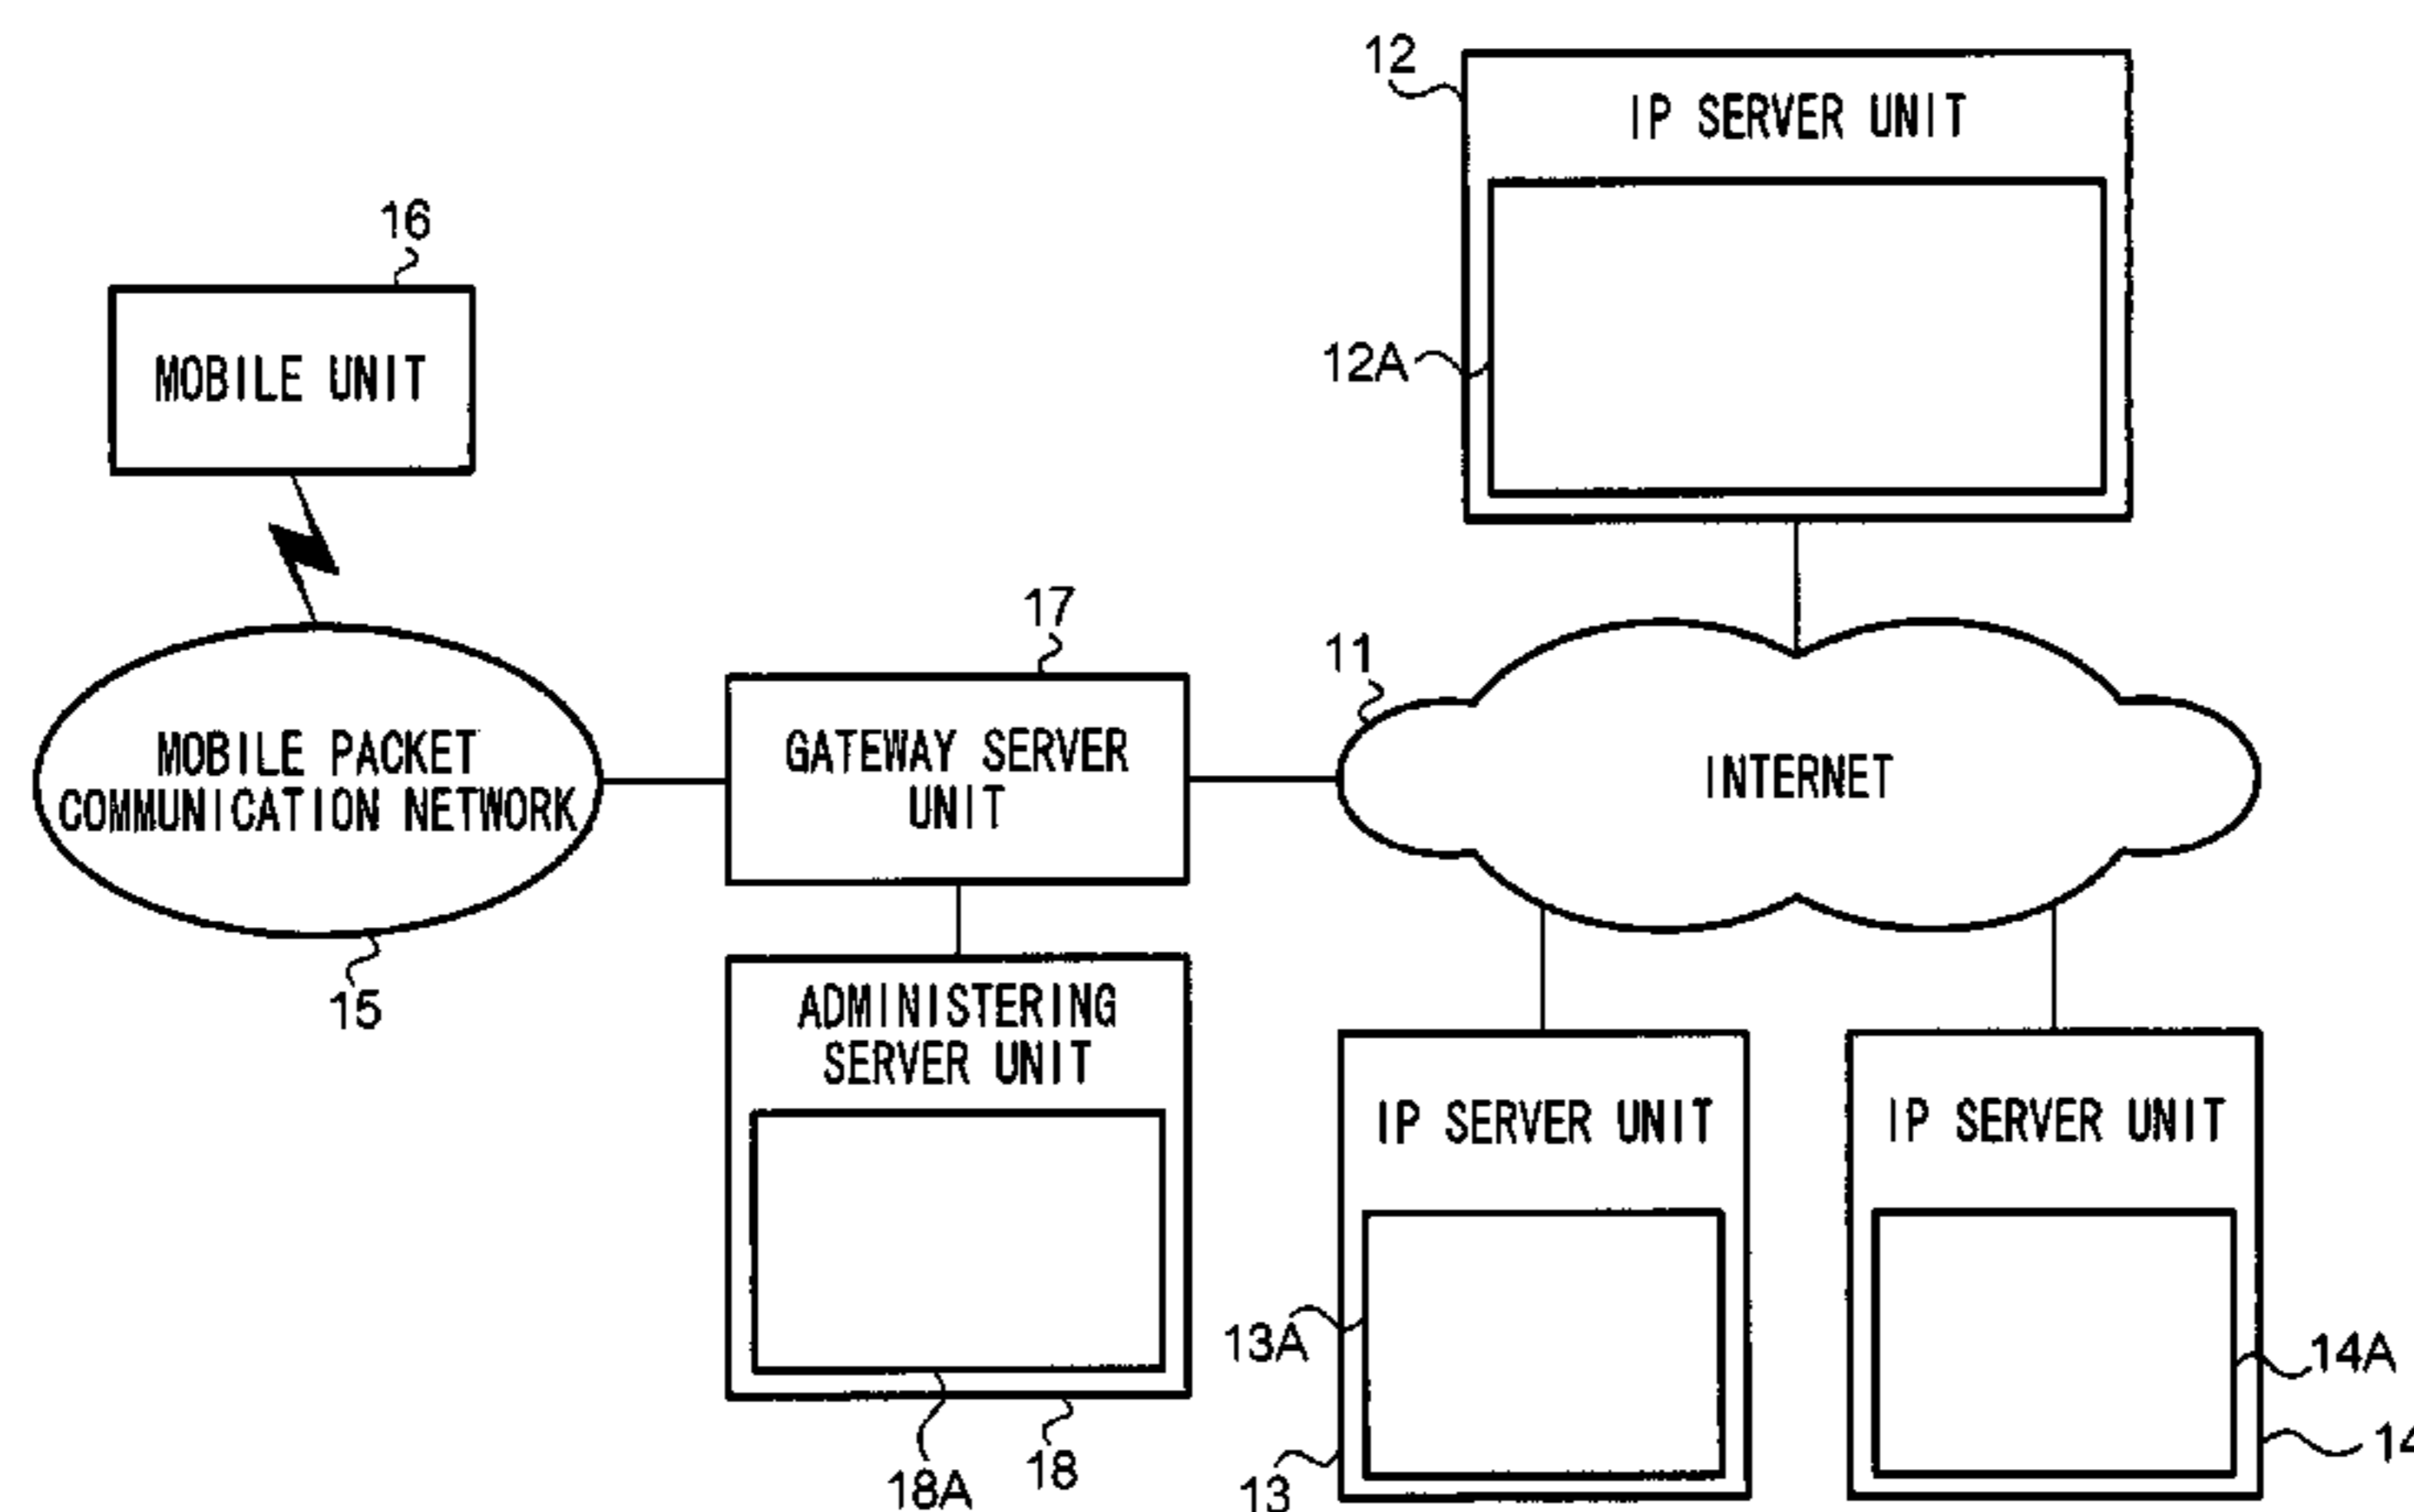 12
IP SERVER UNIT
12A
16
MOBILE UNIT
17
11
MOBILE PACKET
COMMUNICATION NETWORK
15
GATEWAY SERVER
UNIT
INTERNET
ADMINISTERING
SERVER UNIT
18A
18
IP SERVER UNIT
13A
13
IP SERVER UNIT
14A
14